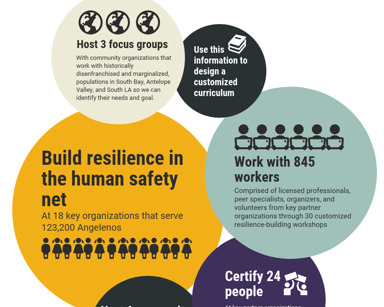 Host 3 focus groups
With community organizations that
work with historically
disenfranchised and marginalized,
populations in South Bay, Antelope
Valley, and South LA so we can
identify their needs and goal.
Use this
information to
design a
customized
curriculum
Build resilience in
the human safety
net
At 18 key organizations that serve
123,200 Angelenos
Work with 845
workers
Comprised of licensed professionals,
peer specialists, organizers, and
volunteers from key partner
organizations through 30 customized
resilience-building workshops
Certify 24
people